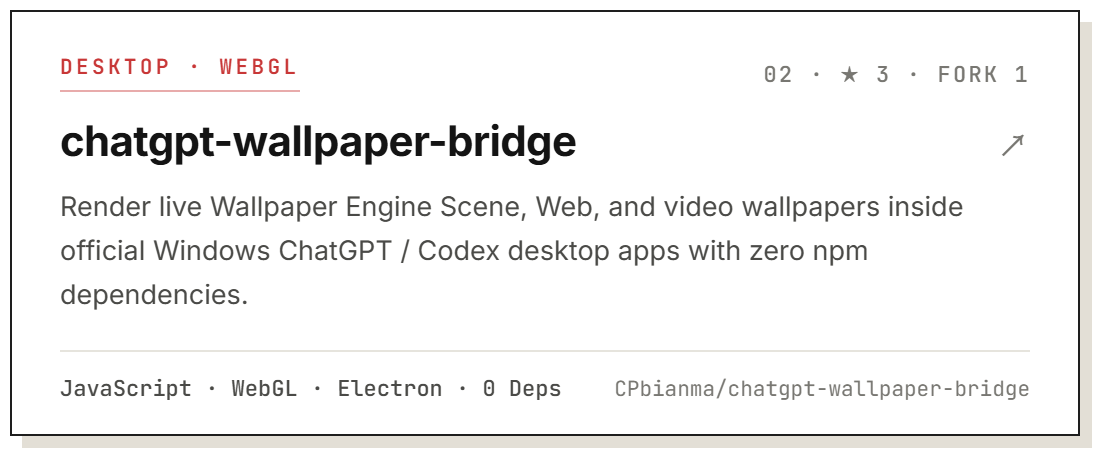 DESKTOP · WEBGL
02 · ★ 3 · FORK 1
chatgpt-wallpaper-bridge
↗
Render live Wallpaper Engine Scene, Web, and video wallpapers inside
official Windows ChatGPT / Codex desktop apps with zero npm
dependencies.
JavaScript · WebGL · Electron · 0 Deps
CPbianma/chatgpt-wallpaper-bridge